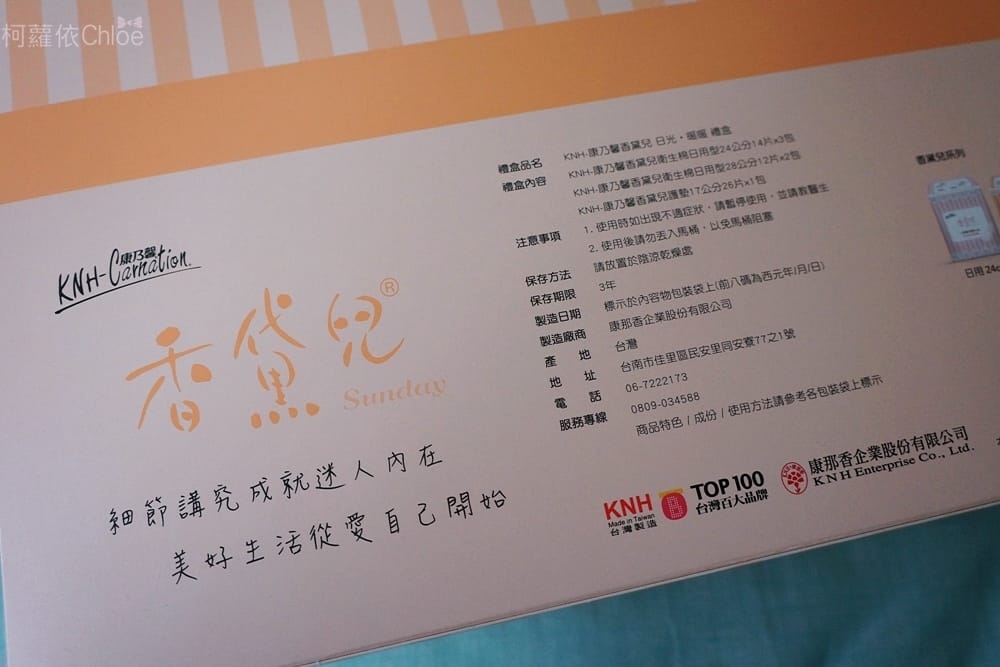 柯蘿依Chloe
康乃馨
KNH-Carnation.
香黛兒®
Sunday
細節講究成就迷人內在
美好生活從愛自己開始
禮盒品名 KNH-康乃馨香黛兒 日光・暖暖 禮盒
禮盒內容 KNH-康乃馨香黛兒衛生棉日用型24公分14片x3包
KNH-康乃馨香黛兒衛生棉日用型28公分12片x2包
KNH-康乃馨香黛兒護墊17公分26片x1包
注意事項 1. 使用時如出現不適症狀，請暫停使用，並請教醫生
2. 使用後請勿丟入馬桶，以免馬桶阻塞
保存方法 請放置於陰涼乾燥處
保存期限 3年
製造日期 標示於內容物包裝袋上(前八碼為西元年/月/日)
製造廠商 康那香企業股份有限公司
產地 台灣
地址 台南市佳里區民安里同安寮77之1號
電話 06-7222173
服務專線 0809-034588
商品特色 / 成份 / 使用方法請參考各包裝袋上標示
香黛兒系列
日用 24c
KNH
Made in Taiwan
台灣製造
TOP 100
台灣百大品牌
康那香企業股份有限公司
KNH Enterprise Co., Ltd.